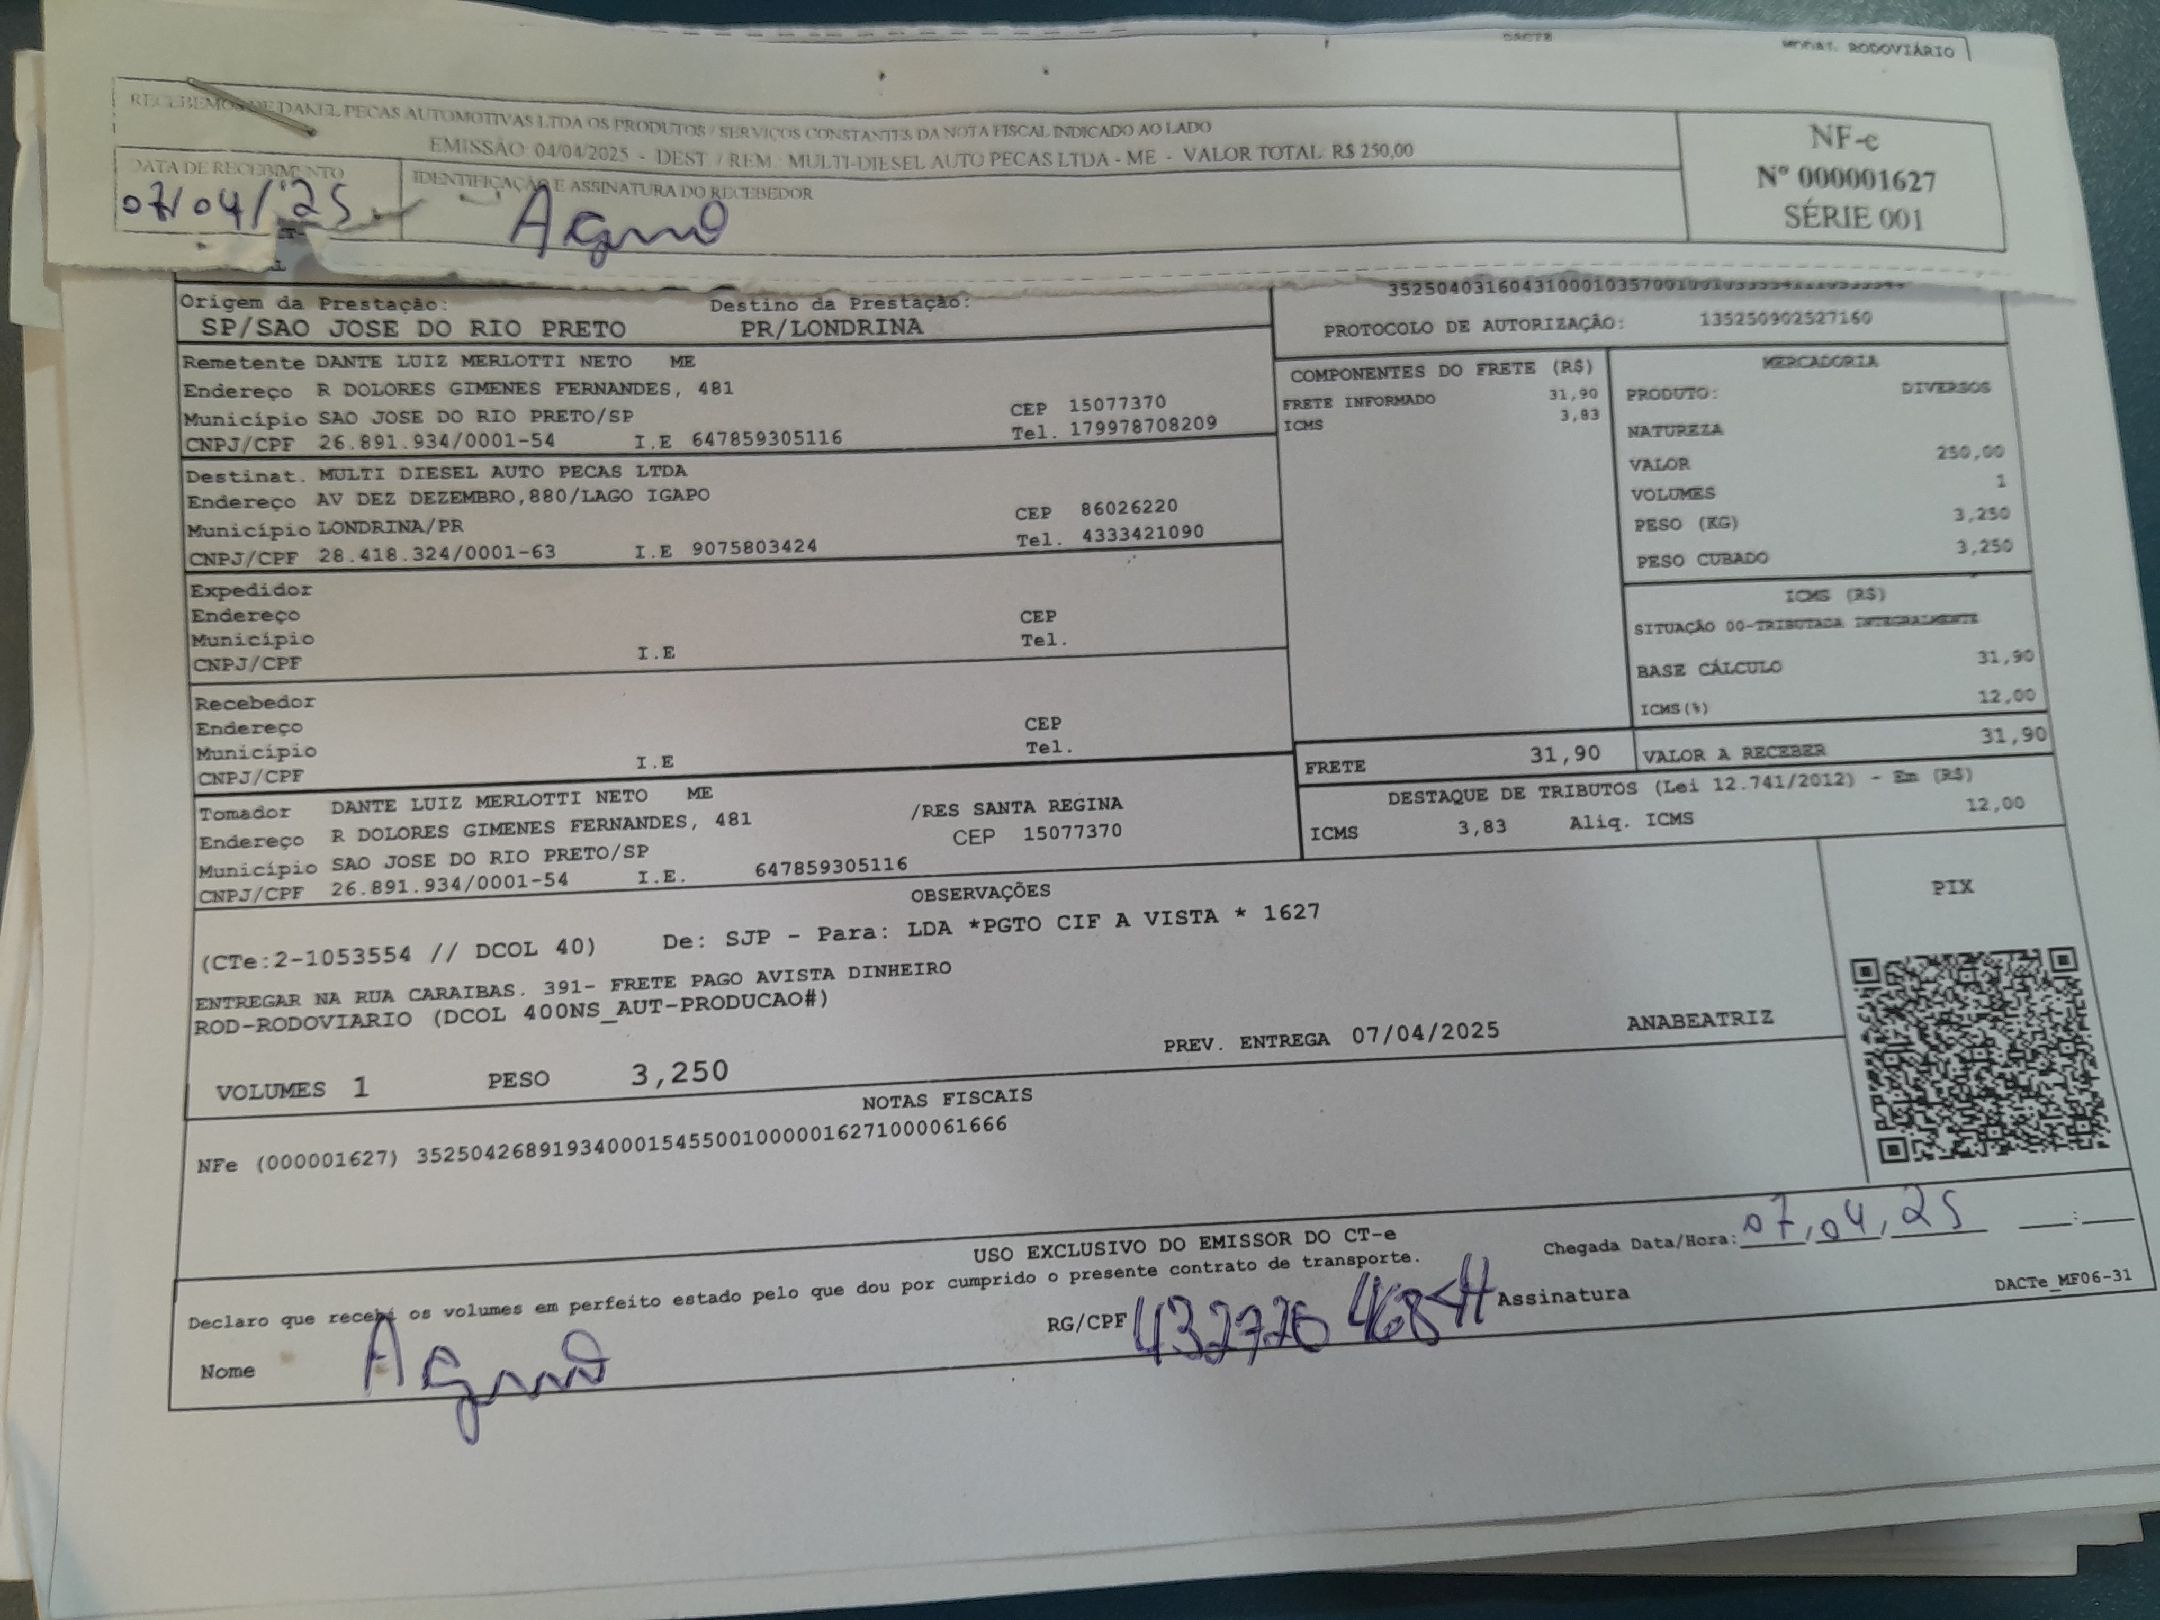 DACTE RODOVIÁRIO
RECEBEMOS DE DAKEL PECAS AUTOMOTIVAS LTDA OS PRODUTOS / SERVIÇOS CONSTANTES DA NOTA FISCAL INDICADO AO LADO
EMISSÃO: 04/04/2025 - DEST. / REM.: MULTI-DIESEL AUTO PECAS LTDA - ME - VALOR TOTAL: R$ 250,00
NF-e
Nº 000001627
SÉRIE 001
DATA DE RECEBIMENTO
07/04/25
IDENTIFICAÇÃO E ASSINATURA DO RECEBEDOR
Origem da Prestação: Destino da Prestação:
SP/SAO JOSE DO RIO PRETO PR/LONDRINA
PROTOCOLO DE AUTORIZAÇÃO: 135250902527160
Remetente DANTE LUIZ MERLOTTI NETO ME
Endereço R DOLORES GIMENES FERNANDES, 481
Município SAO JOSE DO RIO PRETO/SP CEP 15077370
CNPJ/CPF 26.891.934/0001-54 I.E 647859305116 Tel. 179978708209
Destinat. MULTI DIESEL AUTO PECAS LTDA
Endereço AV DEZ DEZEMBRO,880/LAGO IGAPO
Município LONDRINA/PR CEP 86026220
CNPJ/CPF 28.418.324/0001-63 I.E 9075803424 Tel. 4333421090
Expedidor
Endereço
Município CEP
CNPJ/CPF I.E Tel.
Recebedor
Endereço
Município CEP
CNPJ/CPF I.E Tel.
Tomador DANTE LUIZ MERLOTTI NETO ME
Endereço R DOLORES GIMENES FERNANDES, 481 /RES SANTA REGINA
Município SAO JOSE DO RIO PRETO/SP CEP 15077370
CNPJ/CPF 26.891.934/0001-54 I.E. 647859305116
COMPONENTES DO FRETE (R$)
FRETE INFORMADO 31,90
ICMS 3,83
MERCADORIA
PRODUTO: DIVERSOS
NATUREZA
VALOR 250,00
VOLUMES 1
PESO (KG) 3,250
PESO CUBADO 3,250
ICMS (R$)
SITUAÇÃO 00-TRIBUTADA INTEGRALMENTE
BASE CÁLCULO 31,90
ICMS(%) 12,00
FRETE 31,90 VALOR A RECEBER 31,90
DESTAQUE DE TRIBUTOS (Lei 12.741/2012) - Em (R$)
ICMS 3,83 Aliq. ICMS 12,00
OBSERVAÇÕES
(CTe:2-1053554 // DCOL 40) De: SJP - Para: LDA *PGTO CIF A VISTA * 1627
ENTREGAR NA RUA CARAIBAS. 391- FRETE PAGO AVISTA DINHEIRO
ROD-RODOVIARIO (DCOL 400NS_AUT-PRODUCAO#)
PREV. ENTREGA 07/04/2025 ANABEATRIZ
VOLUMES 1 PESO 3,250
PIX
NOTAS FISCAIS
NFe (000001627) 35250426891934000154550010000016271000061666
USO EXCLUSIVO DO EMISSOR DO CT-e
Declaro que recebi os volumes em perfeito estado pelo que dou por cumprido o presente contrato de transporte.
Chegada Data/Hora: 07,04,25 __:__
Nome RG/CPF Assinatura
DACTe_MF06-31